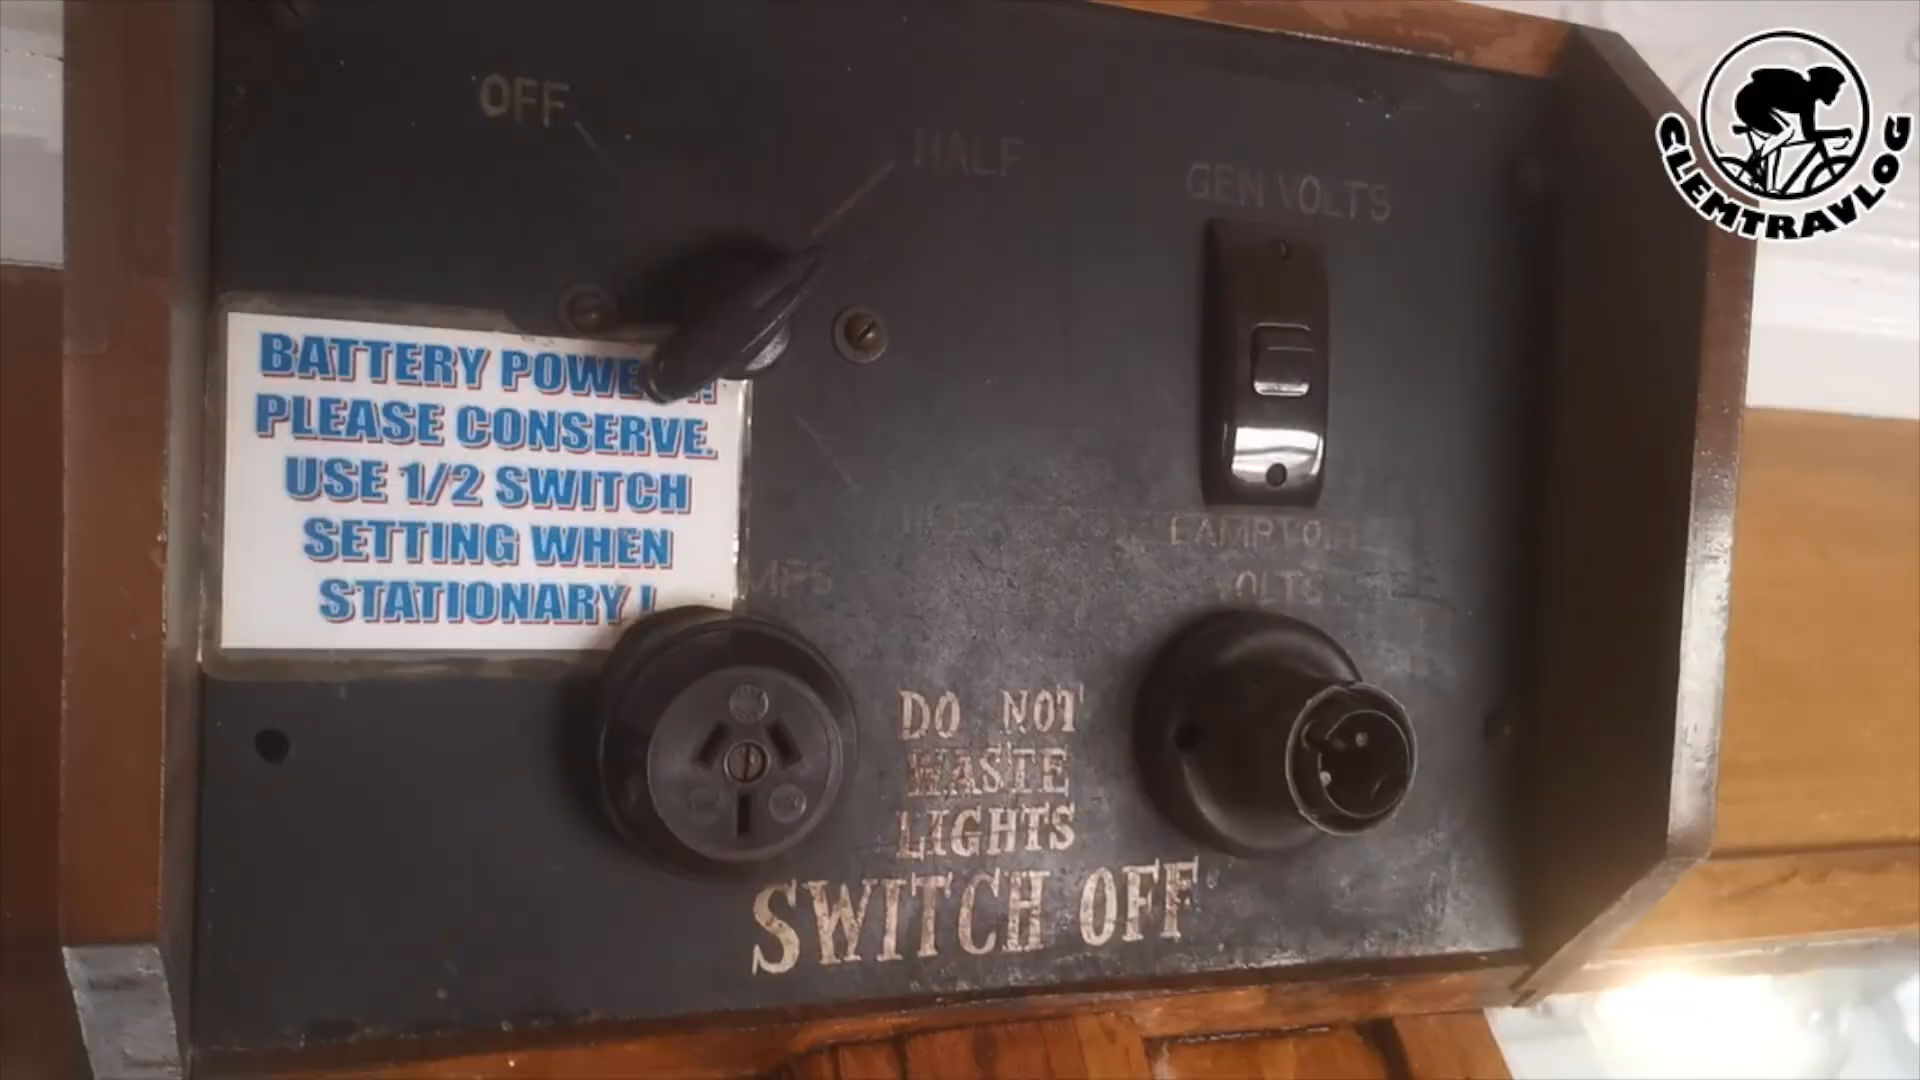 OFF
HALF
GEN VOLTS
BATTERY
PLEASE CONSERVE.
USE 1/2 SWITCH
SETTING WHEN
STATIONARY !
VOLTS
DO NOT
WASTE
LIGHTS
SWITCH OFF
CLEMTRAVLOG